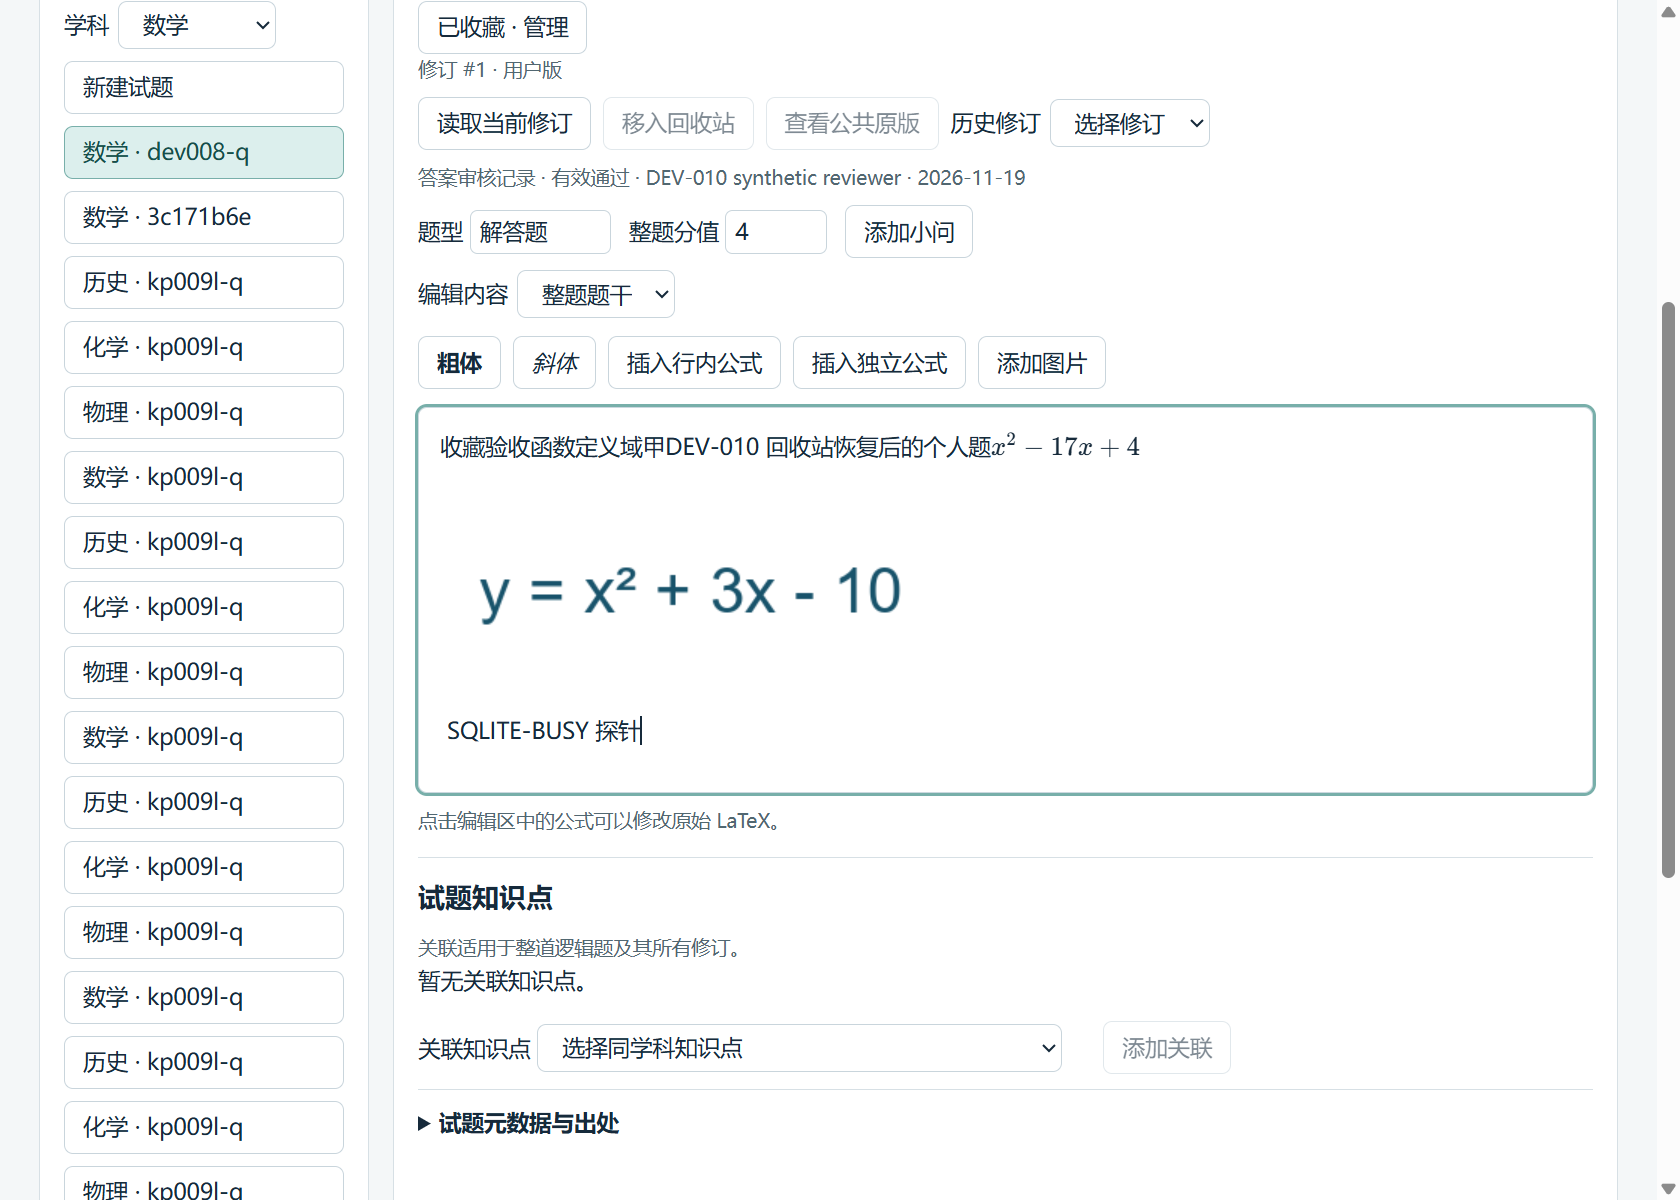 学科 数学
新建试题
数学 · dev008-q
数学 · 3c171b6e
历史 · kp009l-q
化学 · kp009l-q
物理 · kp009l-q
数学 · kp009l-q
历史 · kp009l-q
化学 · kp009l-q
物理 · kp009l-q
数学 · kp009l-q
历史 · kp009l-q
化学 · kp009l-q
物理 · kp009l-q
数学 · kp009l-q
历史 · kp009l-q
化学 · kp009l-q
物理 · kp009l-q
已收藏 · 管理
修订 #1 · 用户版
读取当前修订 移入回收站 查看公共原版 历史修订 选择修订
答案审核记录 · 有效通过 · DEV-010 synthetic reviewer · 2026-11-19
题型 解答题 整题分值 4 添加小问
编辑内容 整题题干
粗体 斜体 插入行内公式 插入独立公式 添加图片
收藏验收函数定义域甲DEV-010 回收站恢复后的个人题x² − 17x + 4
y = x² + 3x - 10
SQLITE-BUSY 探针
点击编辑区中的公式可以修改原始 LaTeX。
试题知识点
关联适用于整道逻辑题及其所有修订。
暂无关联知识点。
关联知识点 选择同学科知识点 添加关联
▶ 试题元数据与出处